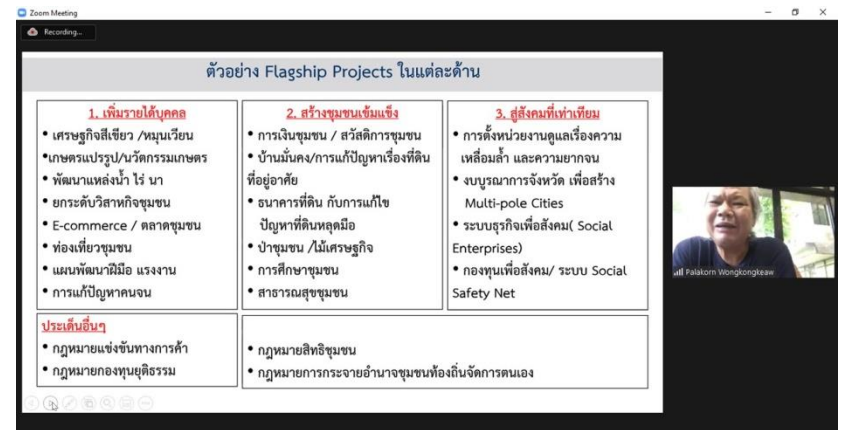 Zoom Meeting
Recording...
ตัวอย่าง Flagship Projects ในแต่ละด้าน
1. เพิ่มรายได้บุคคล
• เศรษฐกิจสีเขียว /หมุนเวียน
•เกษตรแปรรูป/นวัตกรรมเกษตร
• พัฒนาแหล่งน้ำ ไร่ นา
• ยกระดับวิสาหกิจชุมชน
• E-commerce / ตลาดชุมชน
• ท่องเที่ยวชุมชน
• แผนพัฒนาฝีมือ แรงงาน
• การแก้ปัญหาคนจน
2. สร้างชุมชนเข้มแข็ง
• การเงินชุมชน / สวัสดิการชุมชน
• บ้านมั่นคง/การแก้ปัญหาเรื่องที่ดิน
ที่อยู่อาศัย
• ธนาคารที่ดิน กับการแก้ไข
ปัญหาที่ดินหลุดมือ
• ป่าชุมชน /ไม้เศรษฐกิจ
• การศึกษาชุมชน
• สาธารณสุขชุมชน
3. สู่สังคมที่เท่าเทียม
• การตั้งหน่วยงานดูแลเรื่องความ
เหลื่อมล้ำ และความยากจน
• งบบูรณาการจังหวัด เพื่อสร้าง
Multi-pole Cities
• ระบบธุรกิจเพื่อสังคม( Social
Enterprises)
• กองทุนเพื่อสังคม/ ระบบ Social
Safety Net
ประเด็นอื่นๆ
• กฎหมายแข่งขันทางการค้า
• กฎหมายกองทุนยุติธรรม
• กฎหมายสิทธิชุมชน
• กฎหมายการกระจายอำนาจชุมชนท้องถิ่นจัดการตนเอง
Palakorn Wongkongkeaw